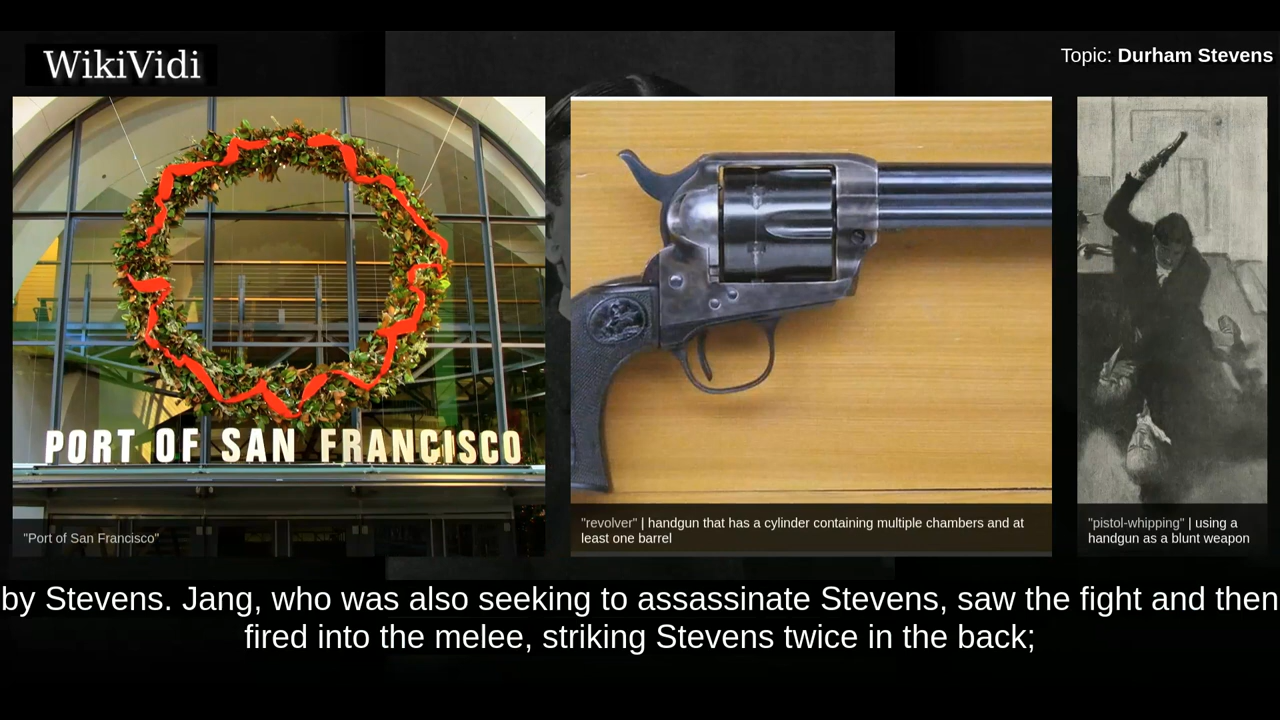 WikiVidi
Topic: Durham Stevens
PORT OF SAN FRANCISCO
"Port of San Francisco"
"revolver" | handgun that has a cylinder containing multiple chambers and at
least one barrel
"pistol-whipping" | using a
handgun as a blunt weapon
by Stevens. Jang, who was also seeking to assassinate Stevens, saw the fight and then
fired into the melee, striking Stevens twice in the back;